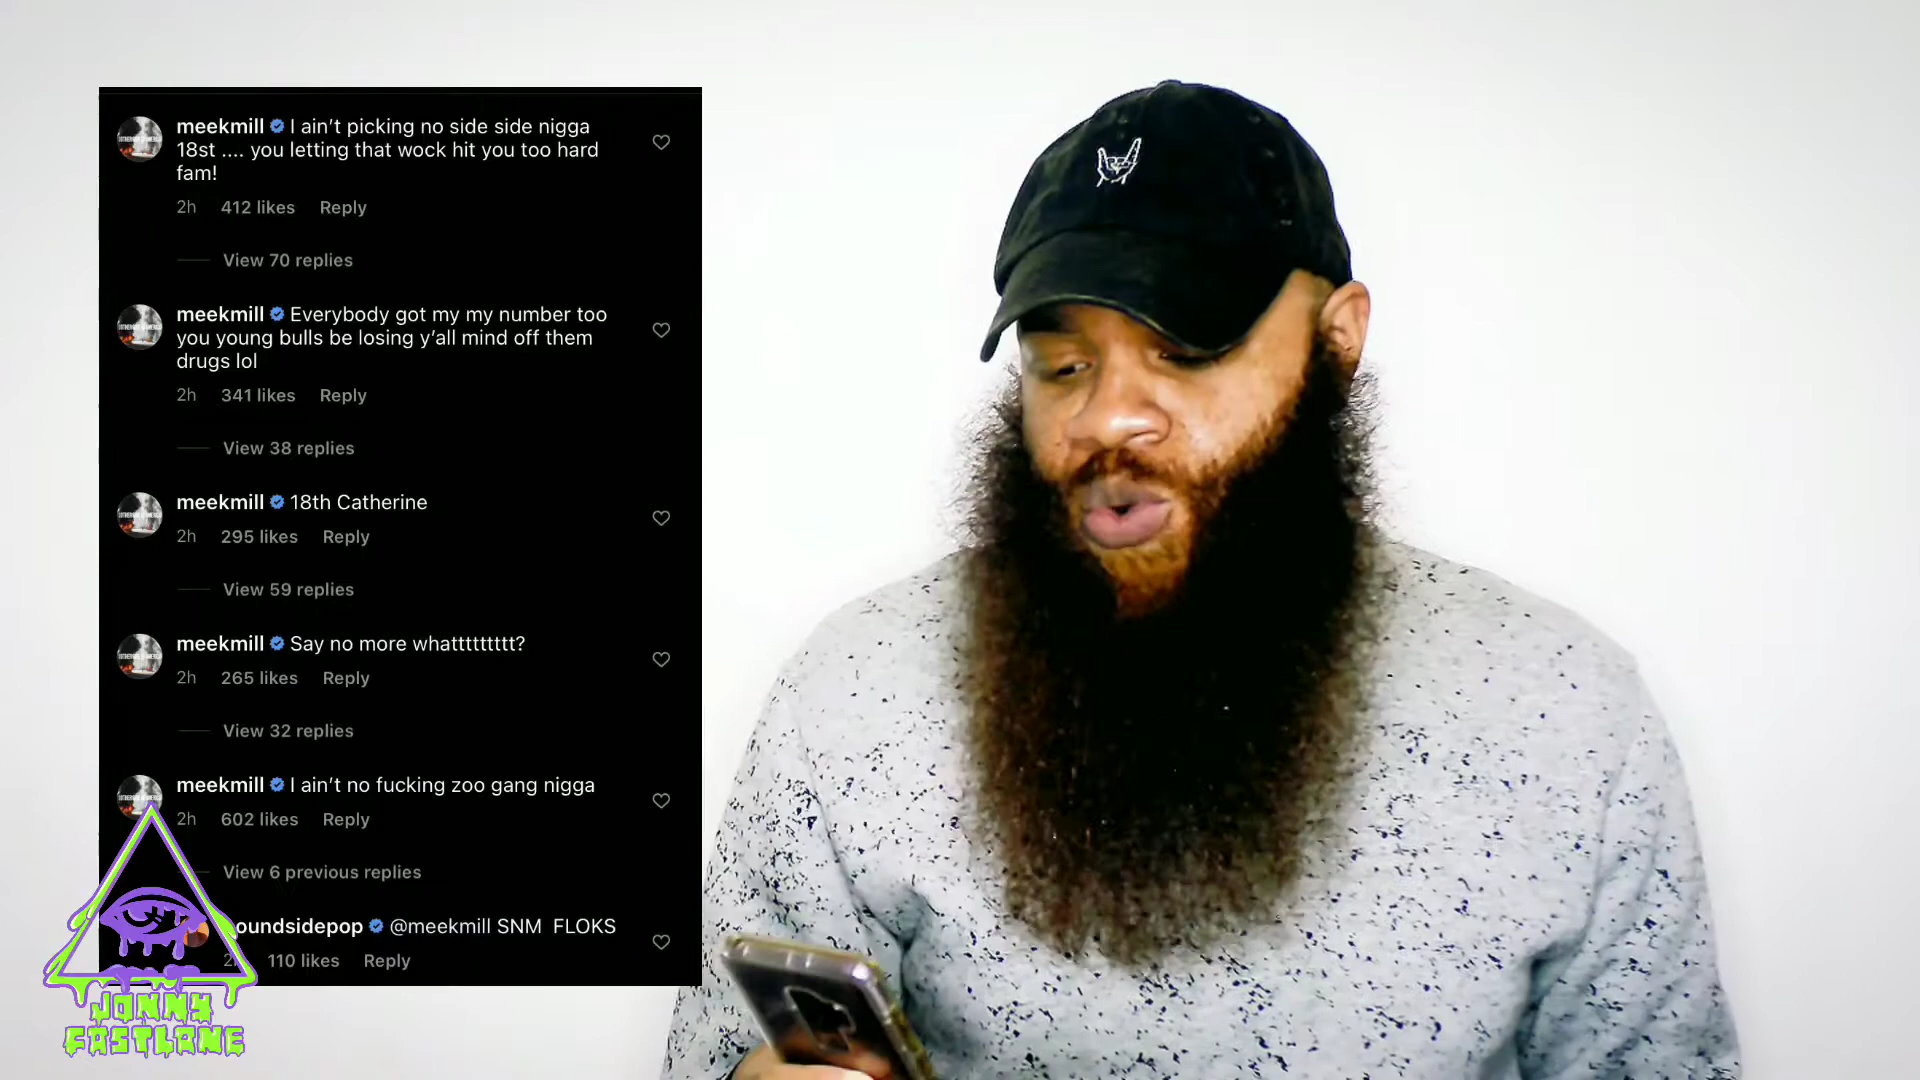 meekmill I ain't picking no side side nigga
18st .... you letting that wock hit you too hard
fam!
2h 412 likes Reply
View 70 replies
meekmill Everybody got my my number too
you young bulls be losing y'all mind off them
drugs lol
2h 341 likes Reply
View 38 replies
meekmill 18th Catherine
2h 295 likes Reply
View 59 replies
meekmill Say no more whattttttttt?
2h 265 likes Reply
View 32 replies
meekmill I ain't no fucking zoo gang nigga
2h 602 likes Reply
View 6 previous replies
oundsidepop @meekmill SNM FLOKS
110 likes Reply
JONNY
FASTLANE